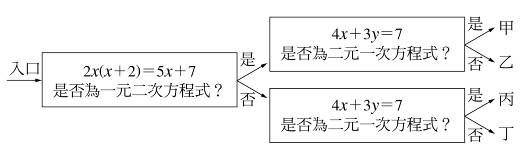 入口
2x(x+2)=5x+7
是否為一元二次方程式?
是
否
4x+3y=7
是否為二元一次方程式?
是
甲
否
乙
4x+3y=7
是否為二元一次方程式?
是
丙
否
丁